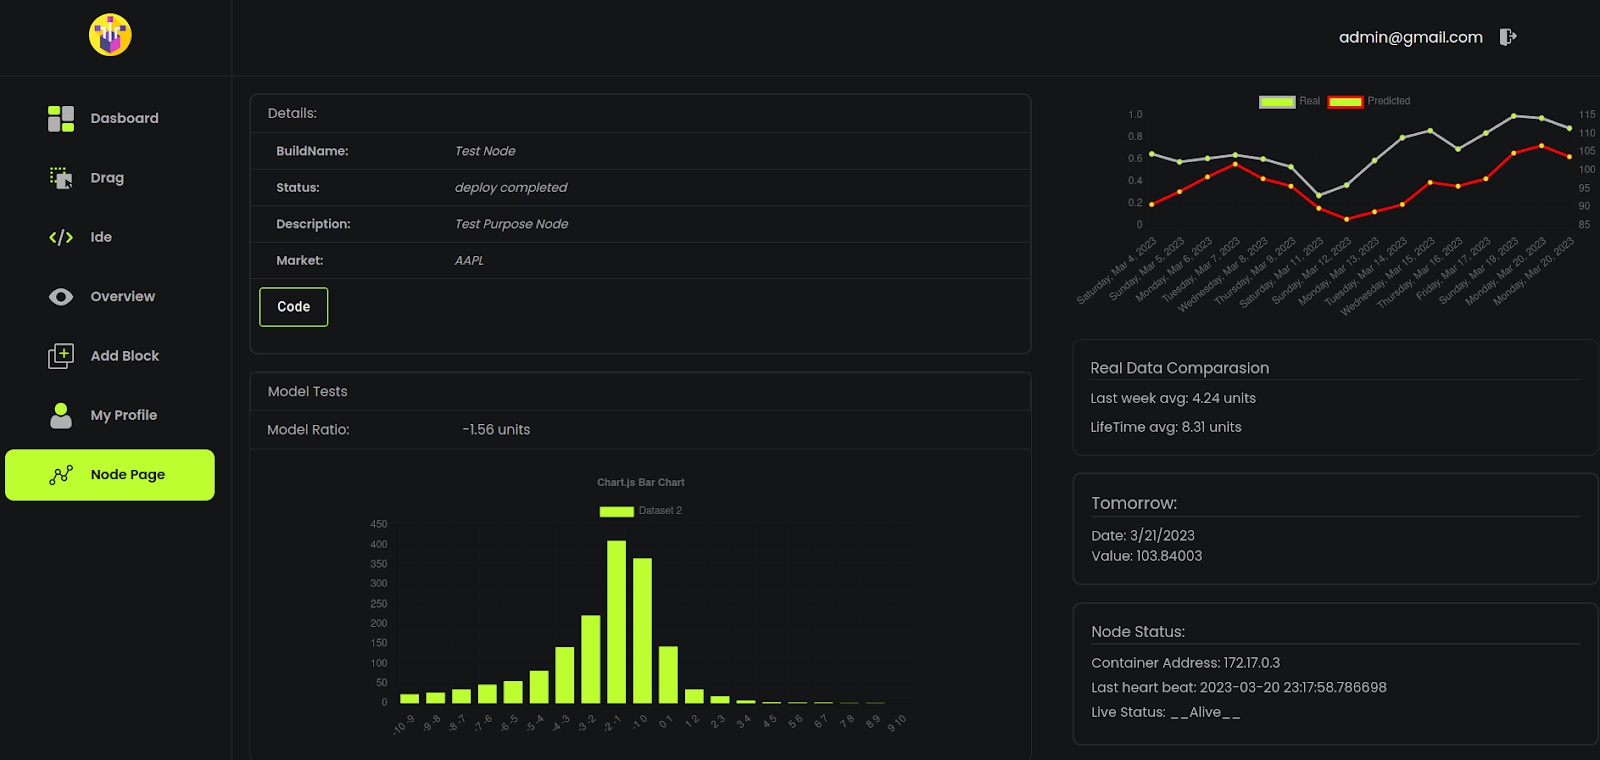 admin@gmail.com
Dasboard
Drag
Ide
Overview
Add Block
My Profile
Node Page
Details:
BuildName: Test Node
Status: deploy completed
Description: Test Purpose Node
Market: AAPL
Code
Model Tests
Model Ratio: -1.56 units
Chart.js Bar Chart
Dataset 2
450
400
350
300
250
200
150
100
50
0
-10 -9 -9 -8 -8 -7 -7 -6 -6 -5 -5 -4 -4 -3 -3 -2 -2 -1 -1 0 0 1 1 2 2 3 3 4 4 5 5 6 6 7 7 8 8 9 9 10
Real Predicted
1.0
0.8
0.6
0.4
0.2
0
115
110
105
100
95
90
85
Saturday, Mar 4, 2023
Sunday, Mar 5, 2023
Monday, Mar 6, 2023
Tuesday, Mar 7, 2023
Wednesday, Mar 8, 2023
Thursday, Mar 9, 2023
Saturday, Mar 11, 2023
Sunday, Mar 12, 2023
Monday, Mar 13, 2023
Tuesday, Mar 14, 2023
Wednesday, Mar 15, 2023
Thursday, Mar 16, 2023
Friday, Mar 17, 2023
Sunday, Mar 19, 2023
Monday, Mar 20, 2023
Monday, Mar 20, 2023
Real Data Comparasion
Last week avg: 4.24 units
LifeTime avg: 8.31 units
Tomorrow:
Date: 3/21/2023
Value: 103.84003
Node Status:
Container Address: 172.17.0.3
Last heart beat: 2023-03-20 23:17:58.786698
Live Status: __Alive__